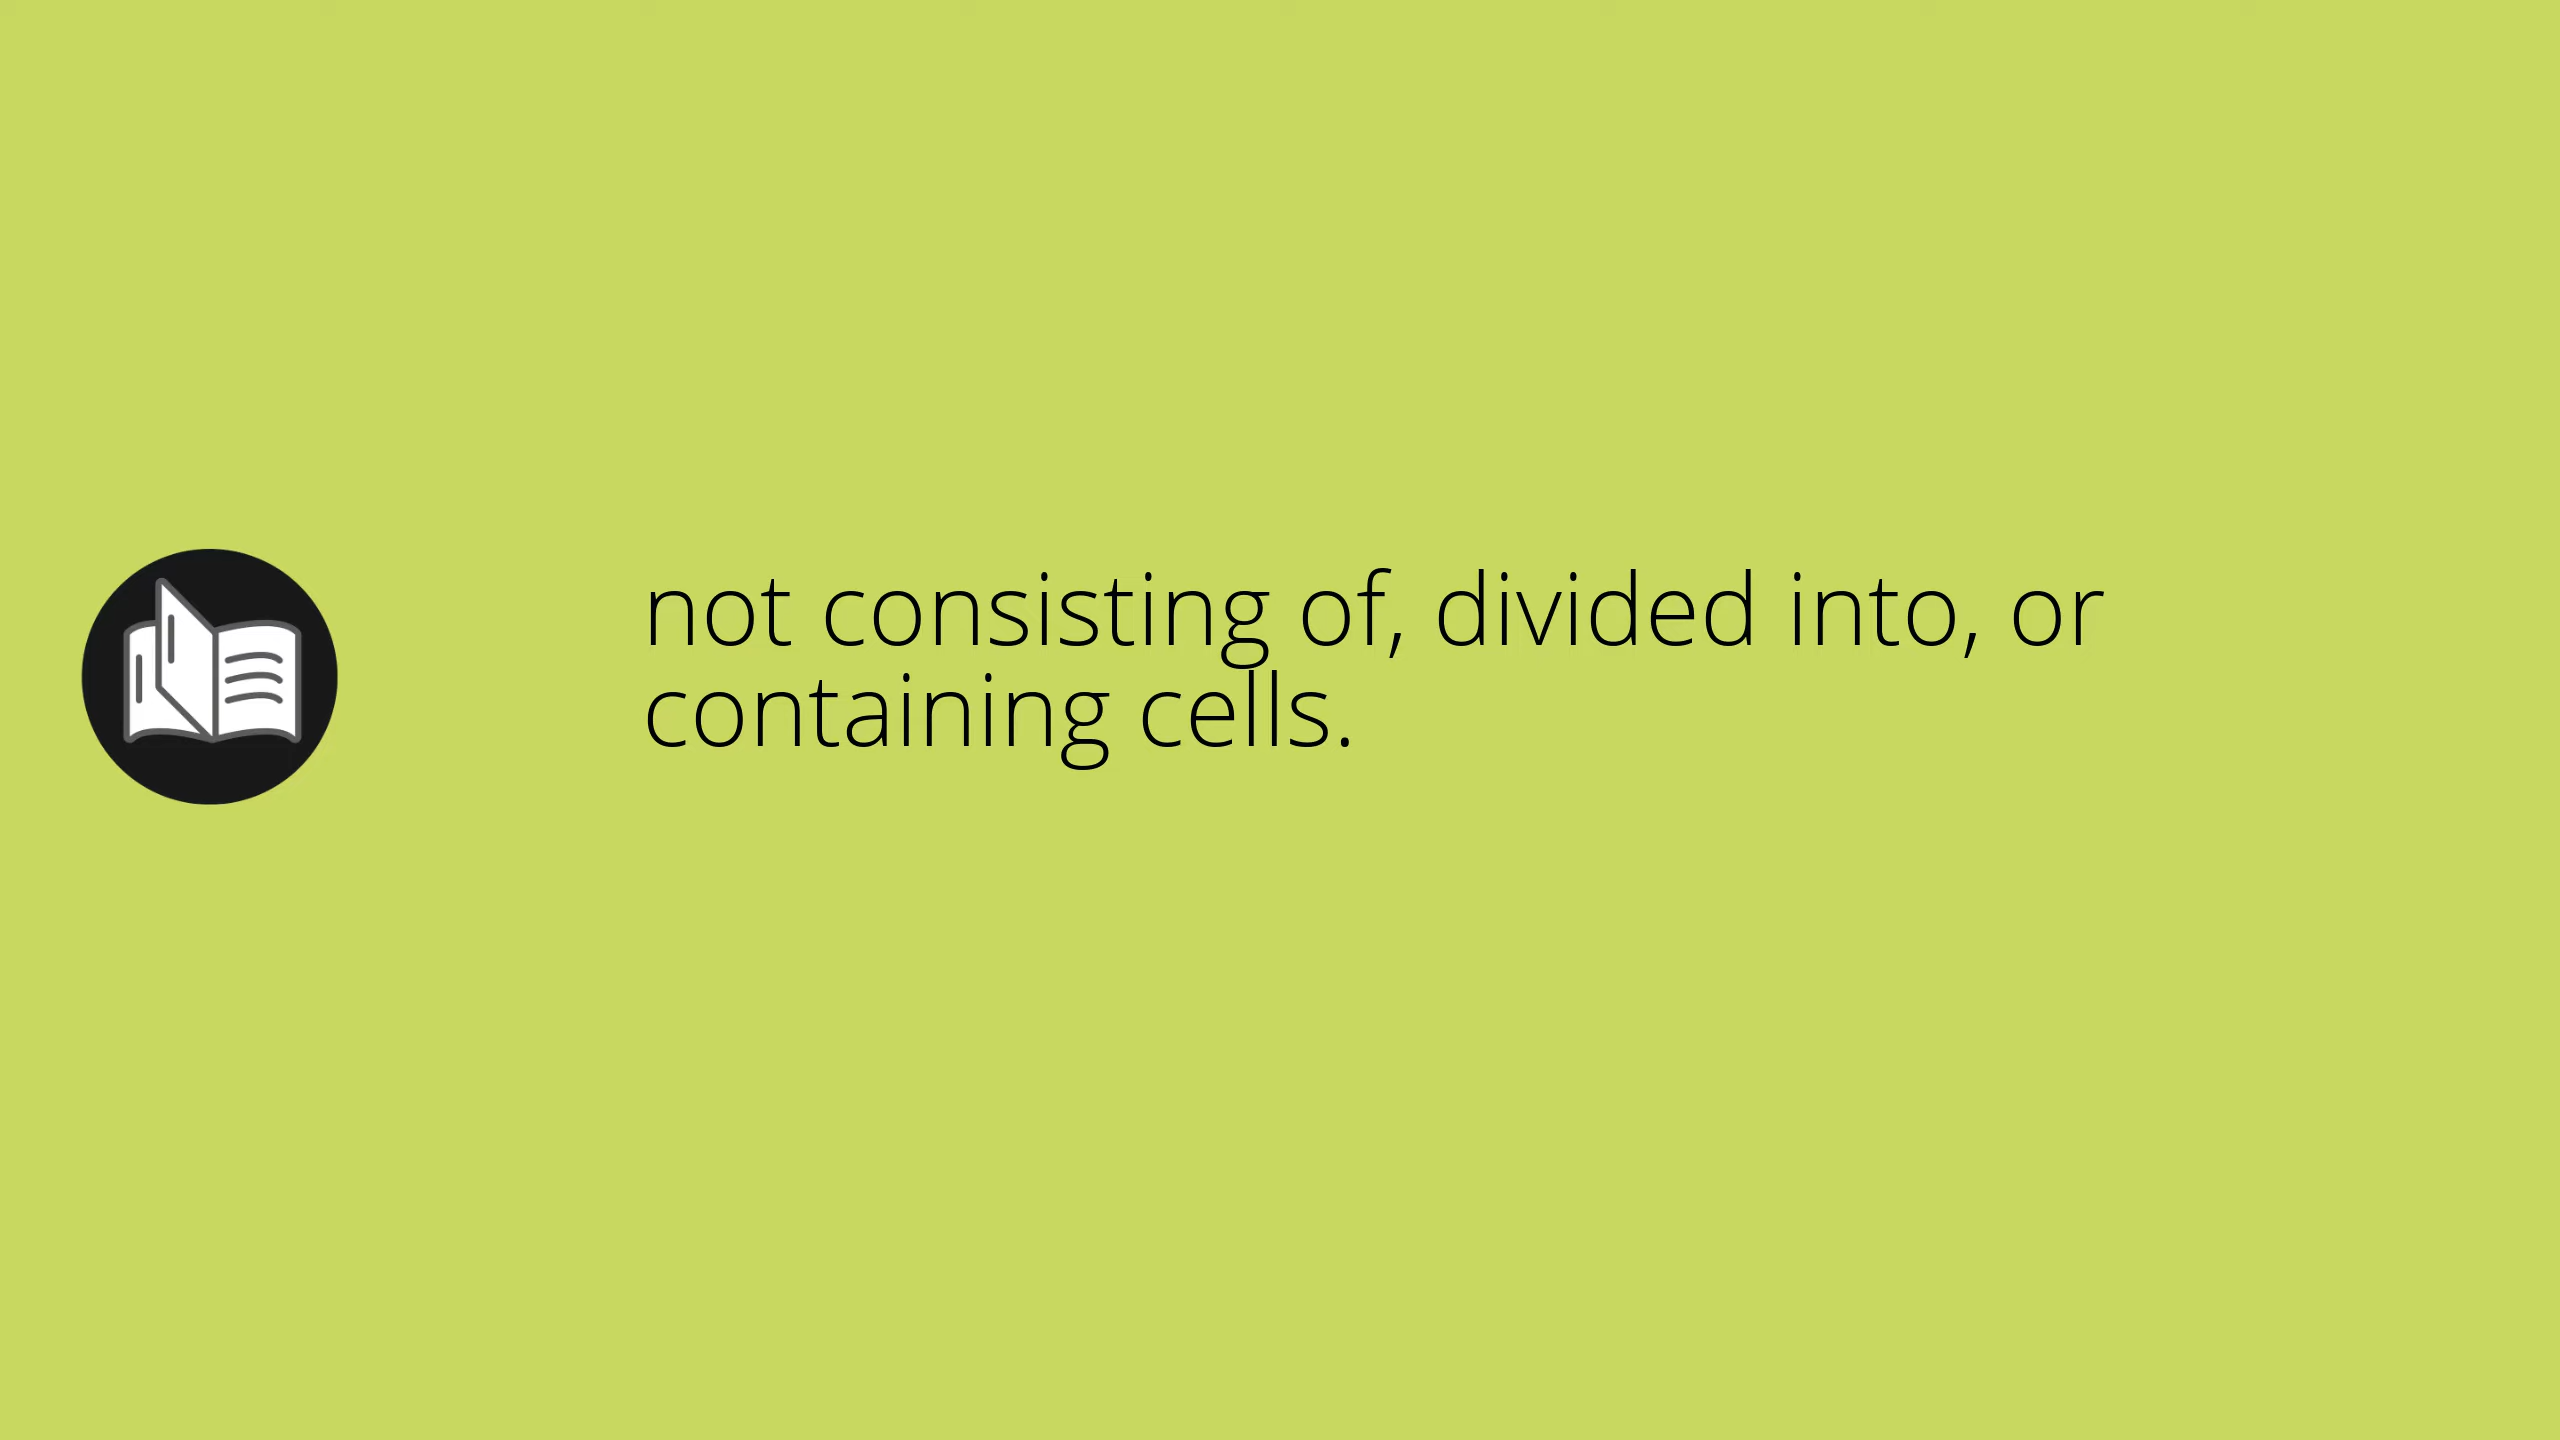 not consisting of, divided into, or
containing cells.